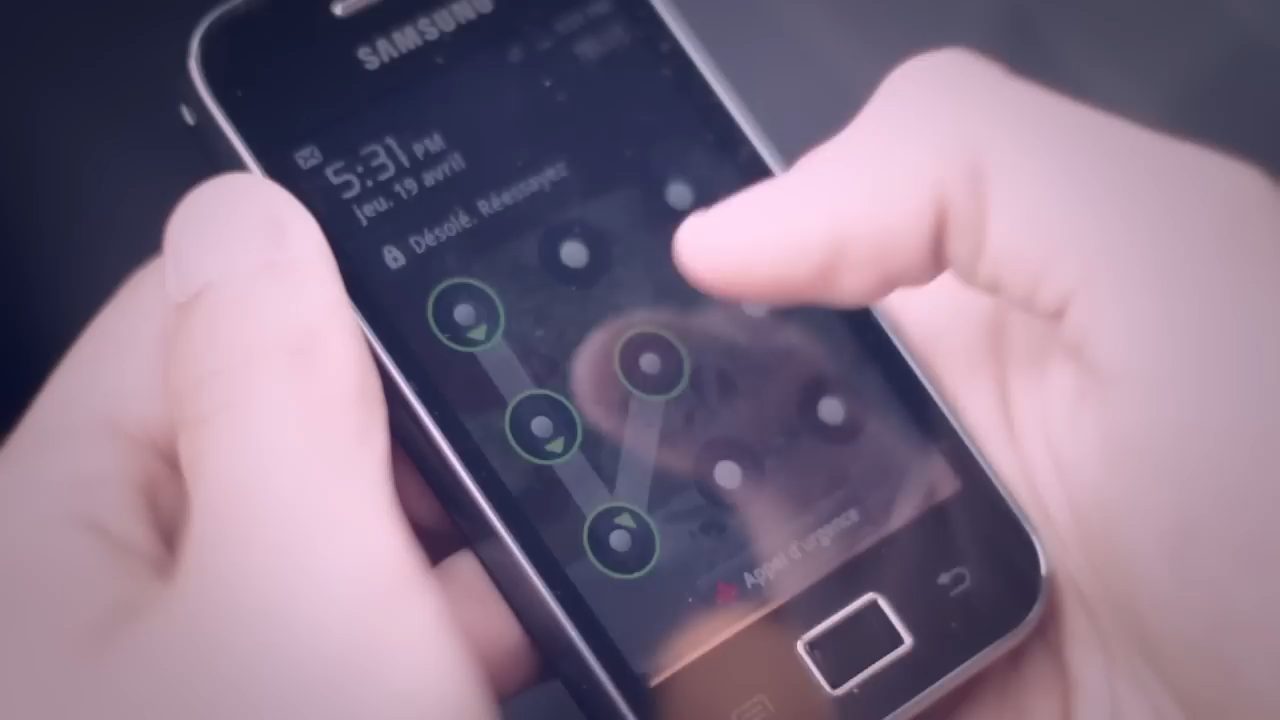 SAMSUNG
5:31 PM
jeu. 19 avril
Désolé. Réessayez
Appel d'urgence